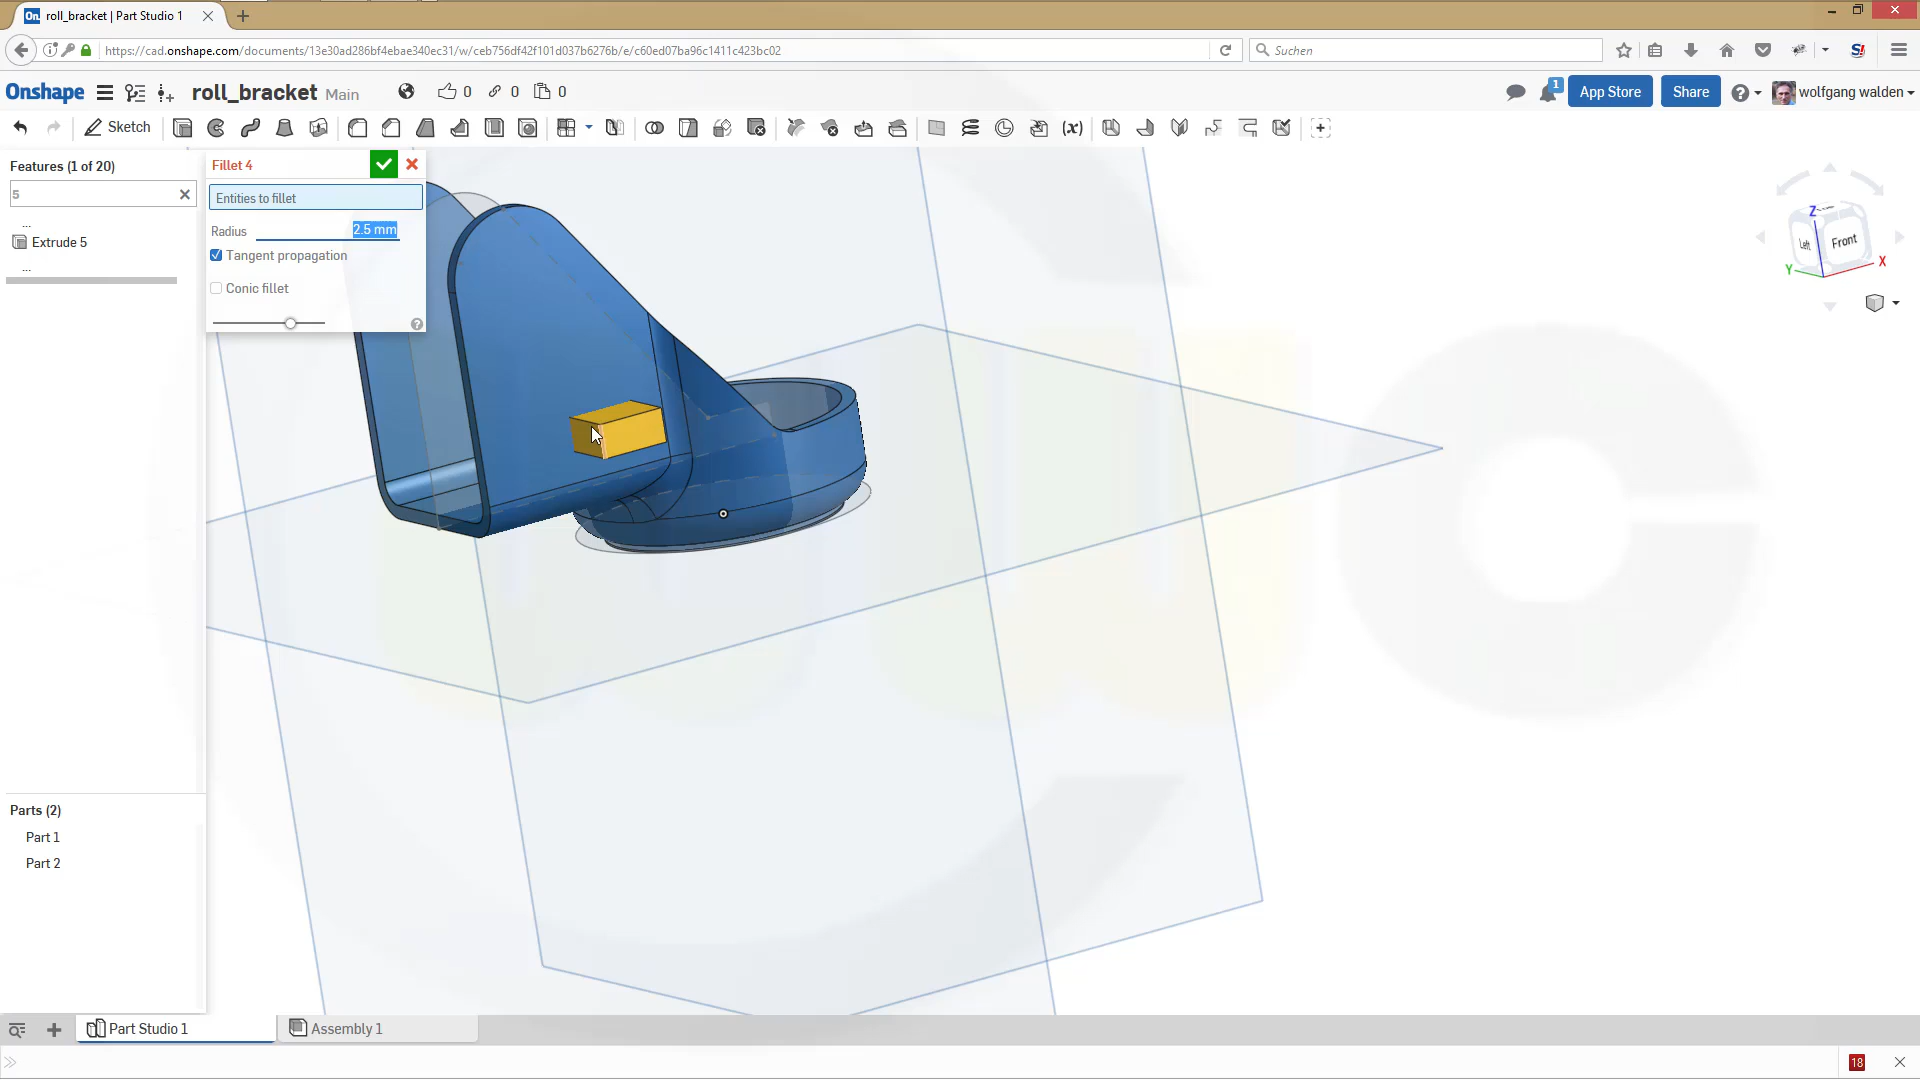 On roll_bracket | Part Studio 1
https://cad.onshape.com/documents/13e30ad286bf4ebae340ec31/w/ceb756df42f101d037b6276b/e/c60ed07ba96c1411c423bc02
Suchen
Onshape
roll_bracket Main
0
0
0
1
App Store
Share
wolfgang walden
Sketch
(x)
Features (1 of 20)
5
...
Extrude 5
...
Fillet 4
Entities to fillet
Radius 2.5 mm
Tangent propagation
Conic fillet
Z
Left
Front
Y
X
Parts (2)
Part 1
Part 2
Part Studio 1
Assembly 1
18